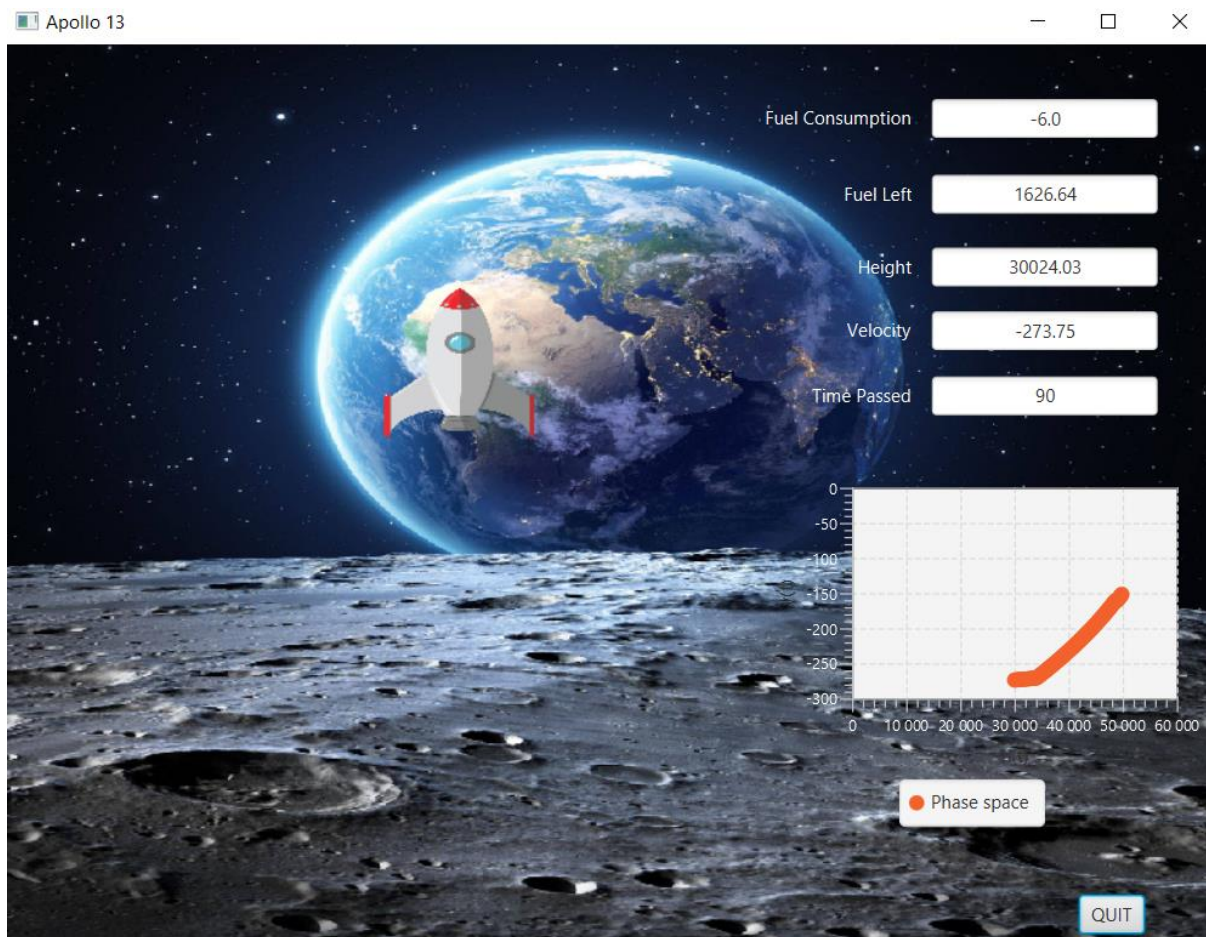 Apollo 13
Fuel Consumption -6.0
Fuel Left 1626.64
Height 30024.03
Velocity -273.75
Time Passed 90
0
-50
-100
-150
-200
-250
-300
0 10 000 20 000 30 000 40 000 50 000 60 000
Phase space
QUIT